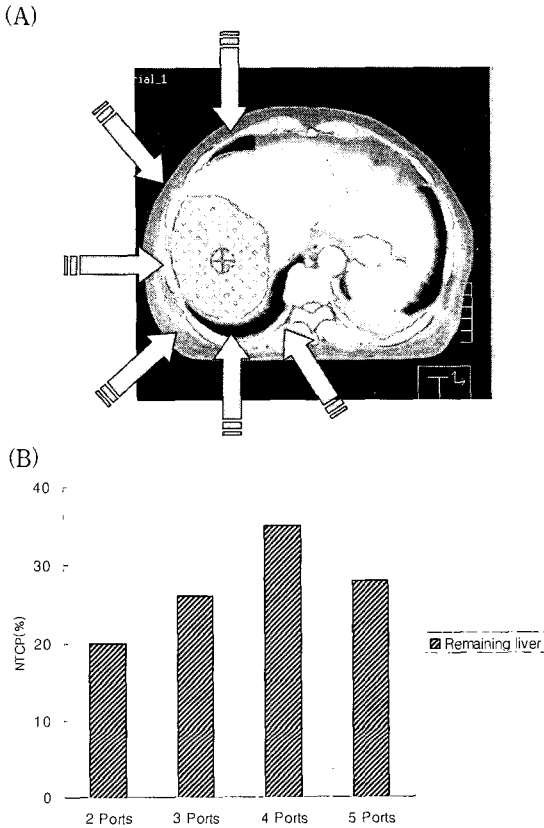 (A)
rial_1
(B)
40
30
20
10
0
NTCP(%)
2 Ports
3 Ports
4 Ports
5 Ports
Remaining liver